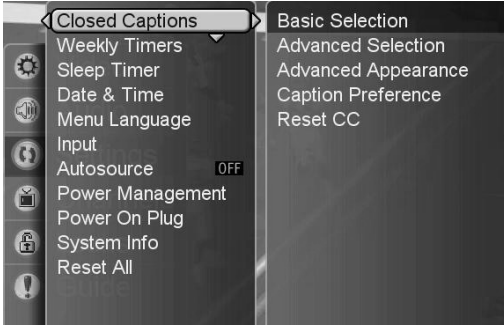 Closed Captions
Weekly Timers
Sleep Timer
Date & Time
Menu Language
Input
Autosource OFF
Power Management
Power On Plug
System Info
Reset All
Basic Selection
Advanced Selection
Advanced Appearance
Caption Preference
Reset CC
Guide